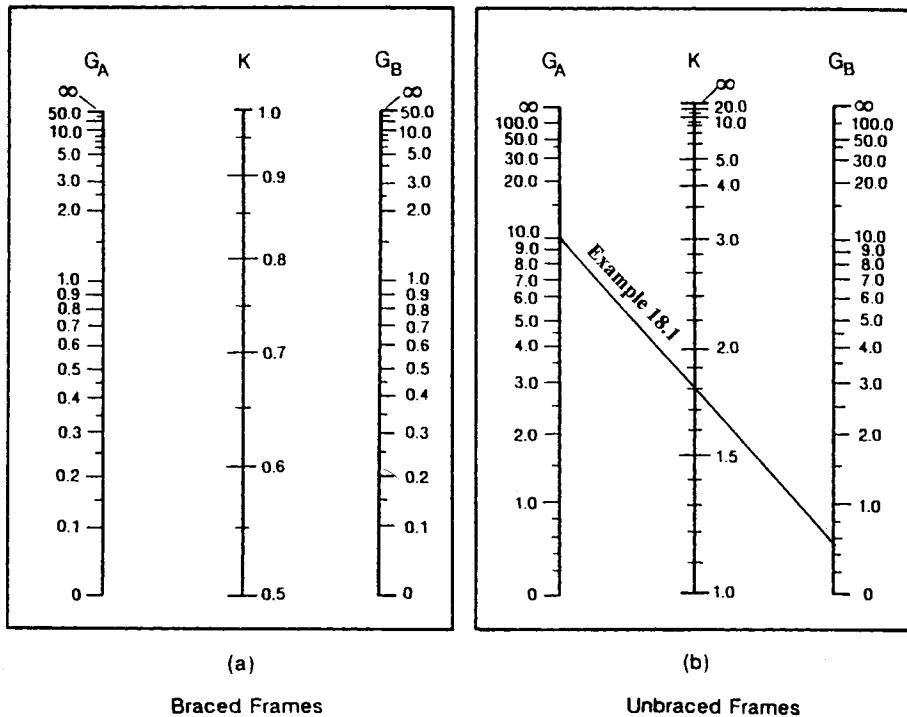 G_A K G_B
∞ ∞
50.0 1.0 50.0
10.0 10.0
5.0 0.9 5.0
3.0 3.0
2.0 2.0
0.8
1.0 1.0
0.9 0.9
0.8 0.8
0.7 0.7
0.6 0.7 0.6
0.5 0.5
0.4 0.4
0.3 0.3
0.2 0.6 0.2
0.1 0.1
0 0.5 0
(a)
Braced Frames
G_A K G_B
∞ ∞ ∞
100.0 20.0 100.0
50.0 10.0 50.0
30.0 5.0 30.0
20.0 4.0 20.0
10.0 3.0 10.0
9.0 9.0
8.0 8.0
7.0 7.0
6.0 6.0
5.0 5.0
4.0 2.0 4.0
3.0 3.0
2.0 1.5 2.0
1.0 1.0
0 1.0 0
Example 18.1
(b)
Unbraced Frames